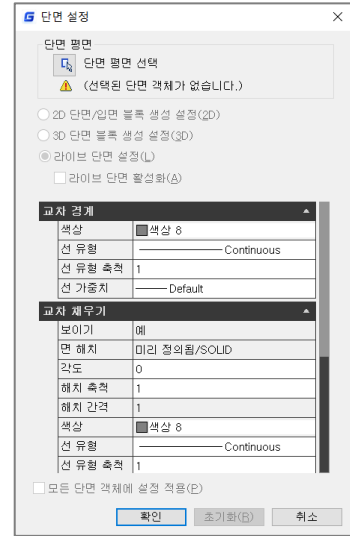 단면 설정
단면 평면
단면 평면 선택
(선택된 단면 객체가 없습니다.)
2D 단면/입면 블록 생성 설정(2D)
3D 단면 블록 생성 설정(3D)
라이브 단면 설정(L)
라이브 단면 활성화(A)
교차 경계
색상 색상 8
선 유형 Continuous
선 유형 축척 1
선 가중치 Default
교차 채우기
보이기 예
면 해치 미리 정의됨/SOLID
각도 0
해치 축척 1
해치 간격 1
색상 색상 8
선 유형 Continuous
선 유형 축척 1
모든 단면 객체에 설정 적용(P)
확인 초기화(R) 취소